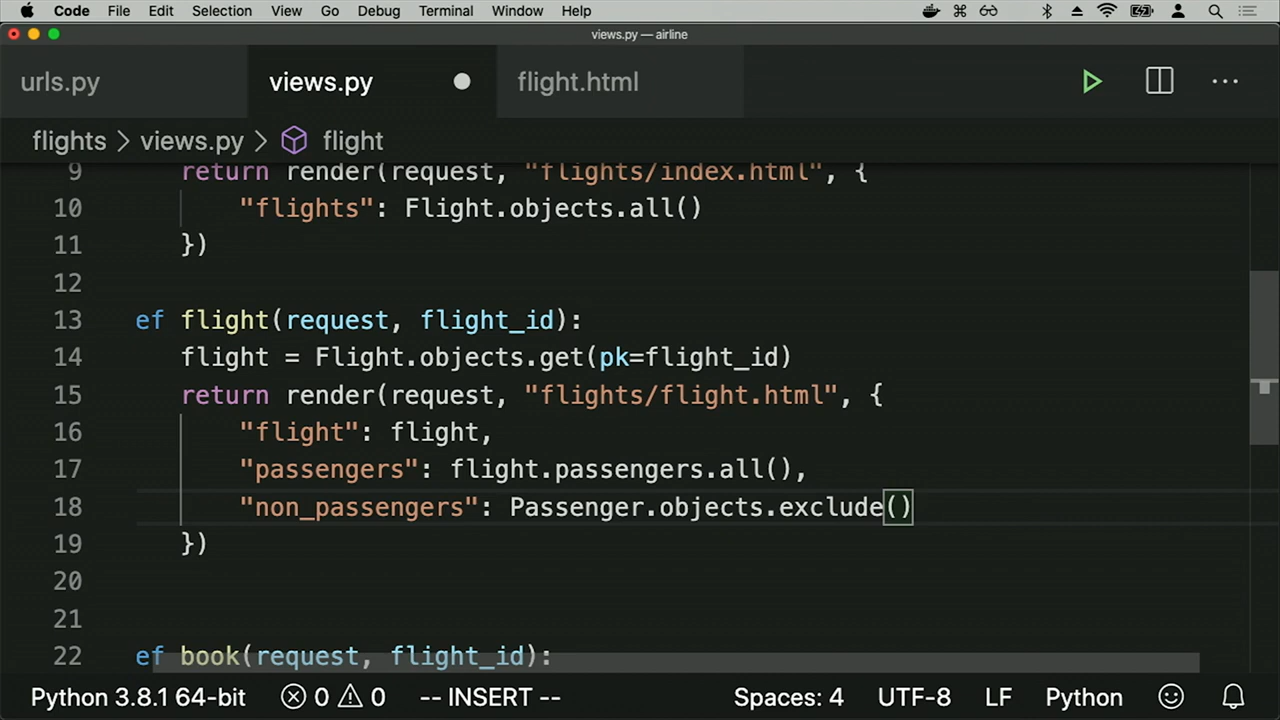 Code File Edit Selection View Go Debug Terminal Window Help
views.py — airline
urls.py views.py flight.html
flights > views.py > flight
9 return render(request, "flights/index.html", {
10 "flights": Flight.objects.all()
11 })
12
13 ef flight(request, flight_id):
14 flight = Flight.objects.get(pk=flight_id)
15 return render(request, "flights/flight.html", {
16 "flight": flight,
17 "passengers": flight.passengers.all(),
18 "non_passengers": Passenger.objects.exclude()
19 })
20
21
22 ef book(request, flight_id):
Python 3.8.1 64-bit 0 0 -- INSERT -- Spaces: 4 UTF-8 LF Python